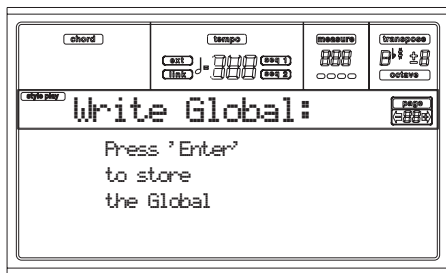 chord tempo measure transpose
ext seq 1
link seq 2
octave
style play
page
Write Global:
Press 'Enter'
to store
the Global